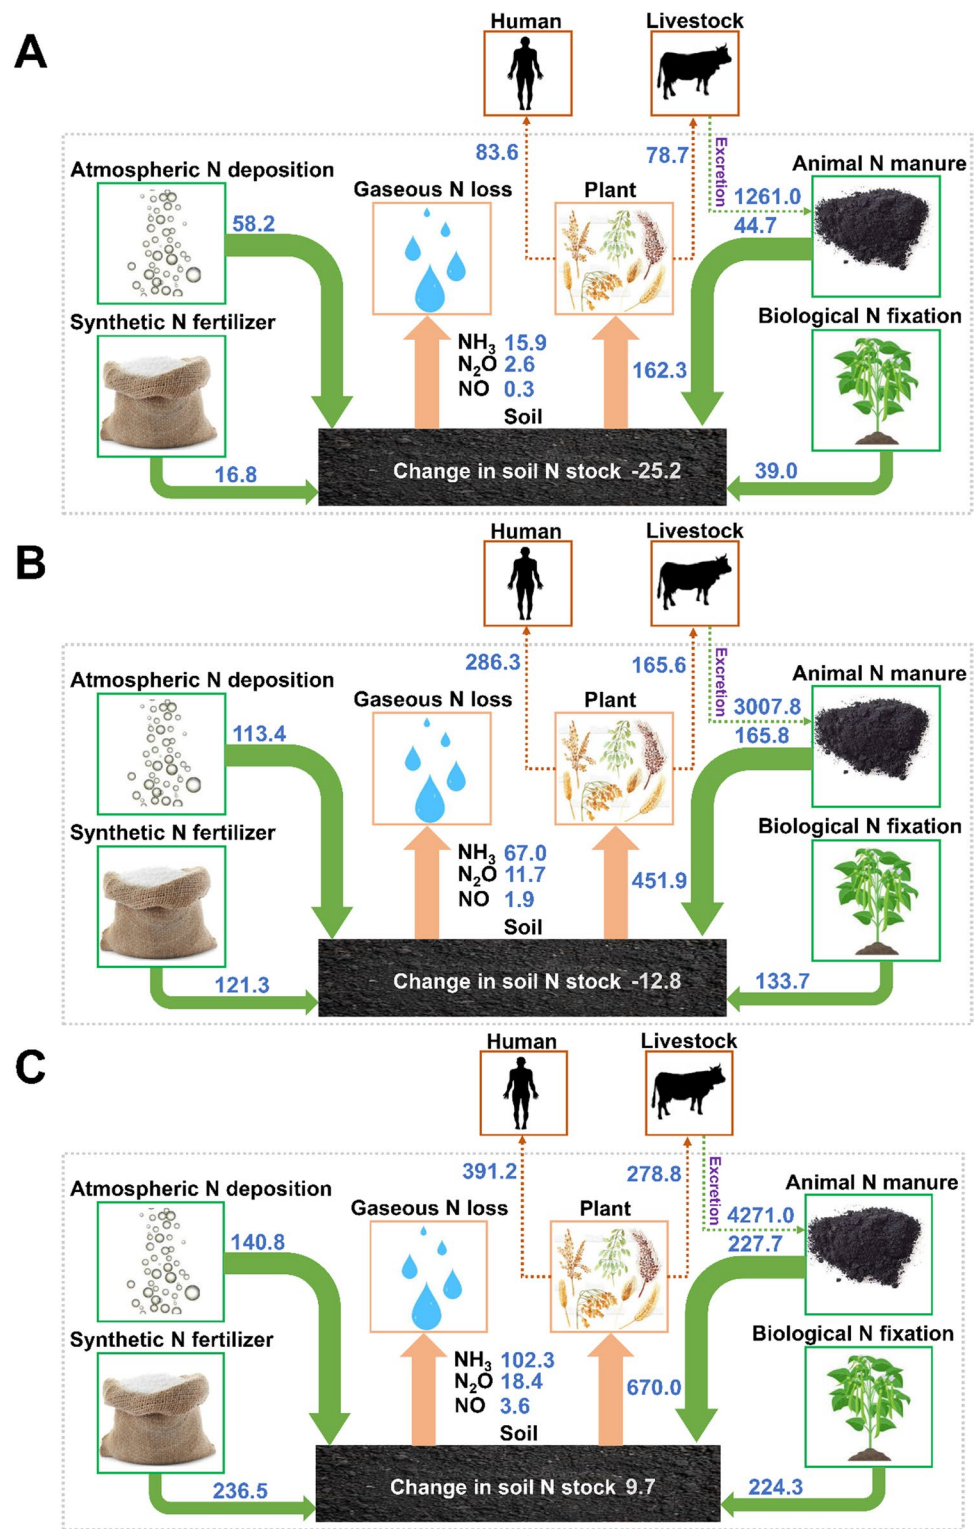 A
Human
Livestock
83.6
78.7
Excretion
Atmospheric N deposition
58.2
Gaseous N loss
Plant
Animal N manure
1261.0
44.7
Synthetic N fertilizer
Biological N fixation
NH₃ 15.9
N₂O 2.6
NO 0.3
162.3
Soil
Change in soil N stock -25.2
16.8
39.0
B
Human
Livestock
286.3
165.6
Excretion
Atmospheric N deposition
113.4
Gaseous N loss
Plant
Animal N manure
3007.8
165.8
Synthetic N fertilizer
Biological N fixation
NH₃ 67.0
N₂O 11.7
NO 1.9
451.9
Soil
Change in soil N stock -12.8
121.3
133.7
C
Human
Livestock
391.2
278.8
Excretion
Atmospheric N deposition
140.8
Gaseous N loss
Plant
Animal N manure
4271.0
227.7
Synthetic N fertilizer
Biological N fixation
NH₃ 102.3
N₂O 18.4
NO 3.6
670.0
Soil
Change in soil N stock 9.7
236.5
224.3